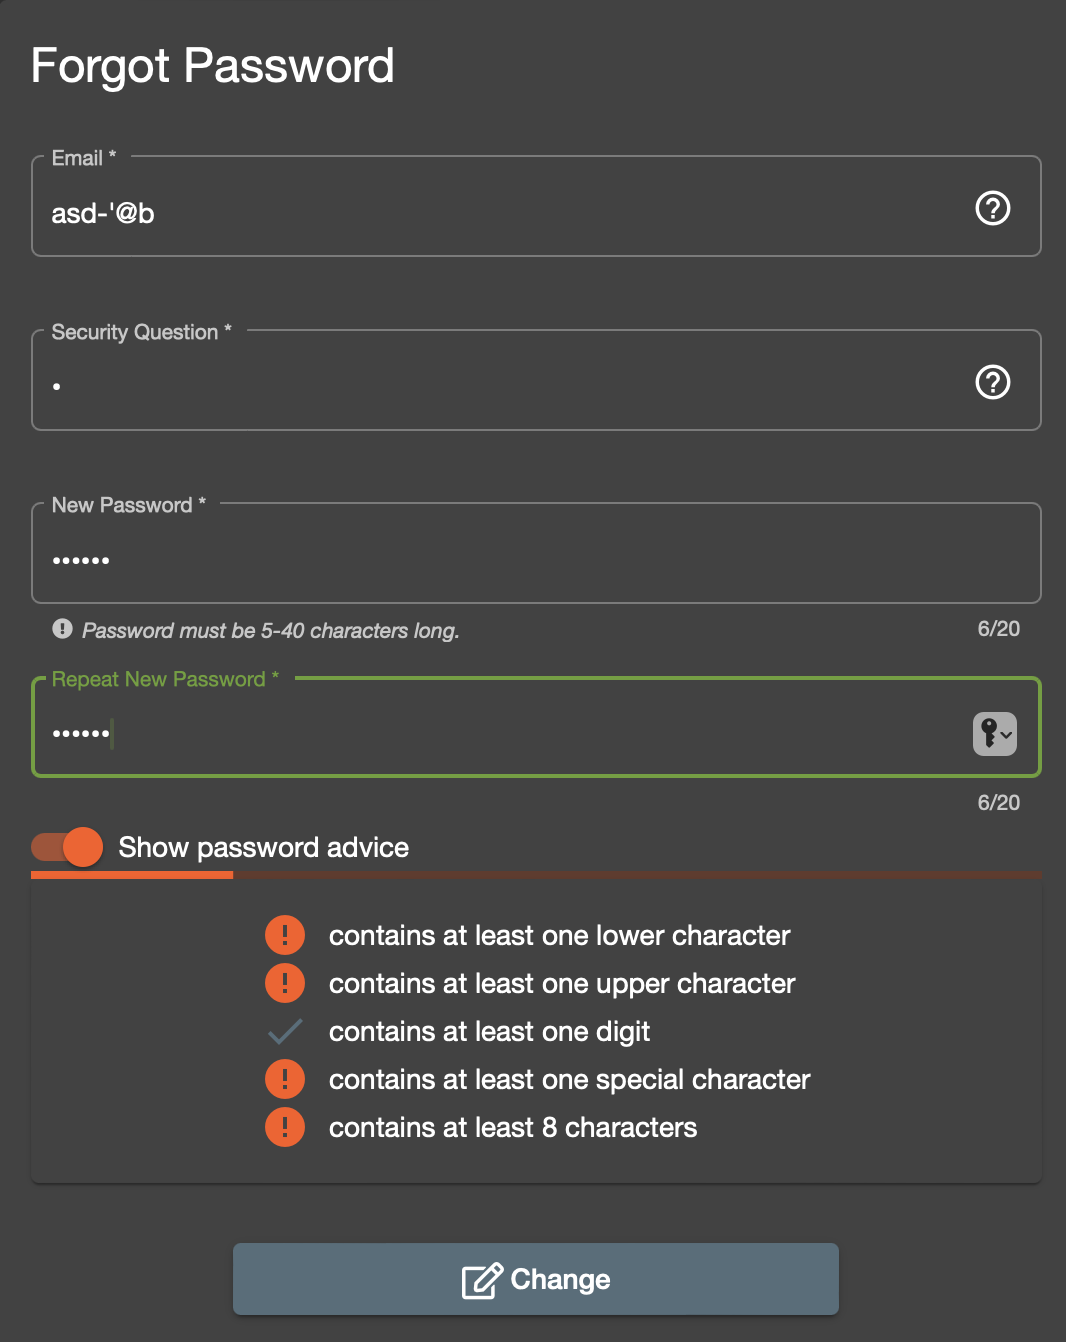 Forgot Password
Email *
asd-'@b
Security Question *
•
New Password *
••••••
Password must be 5-40 characters long.
6/20
Repeat New Password *
••••••
6/20
Show password advice
contains at least one lower character
contains at least one upper character
contains at least one digit
contains at least one special character
contains at least 8 characters
Change